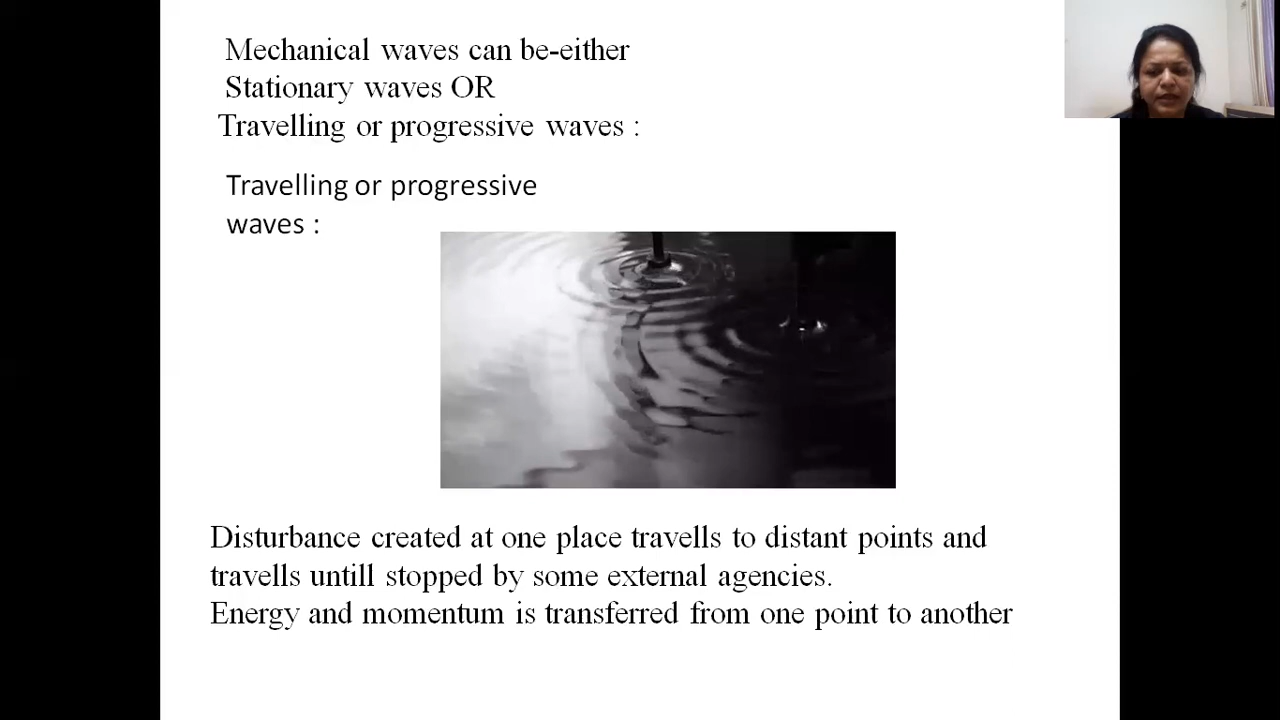 Mechanical waves can be-either
Stationary waves OR
Travelling or progressive waves :
Travelling or progressive
waves :
Disturbance created at one place travells to distant points and
travells untill stopped by some external agencies.
Energy and momentum is transferred from one point to another